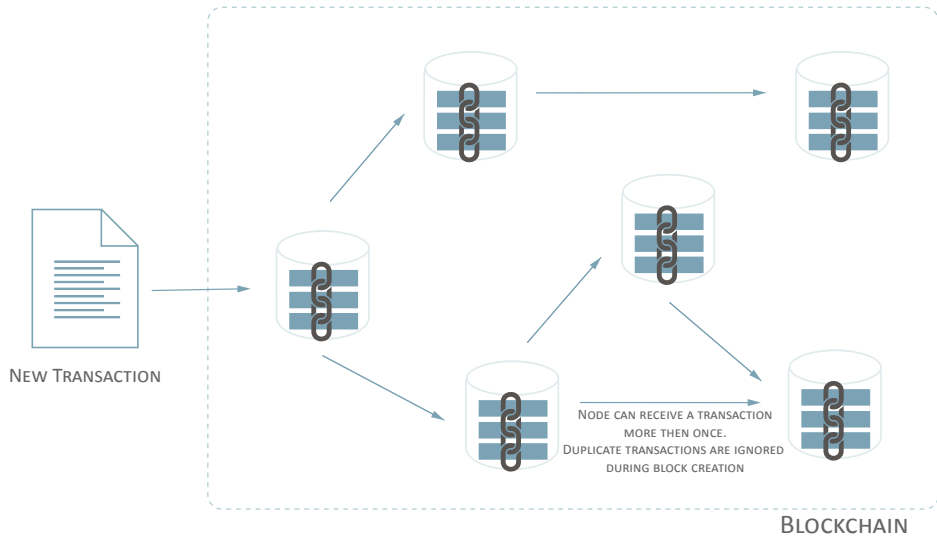 New Transaction
Node can receive a transaction
more then once.
Duplicate transactions are ignored
during block creation
Blockchain